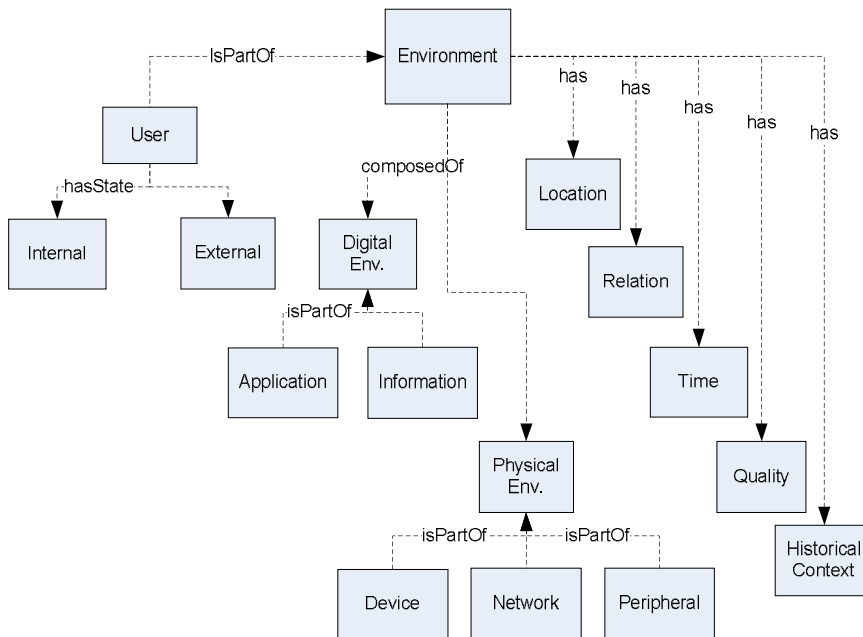 IsPartOf
Environment
has
has
has
has
has
User
composedOf
hasState
Location
Internal
External
Digital
Env.
Relation
isPartOf
Application
Information
Time
Physical
Env.
Quality
isPartOf
isPartOf
Historical
Context
Device
Network
Peripheral